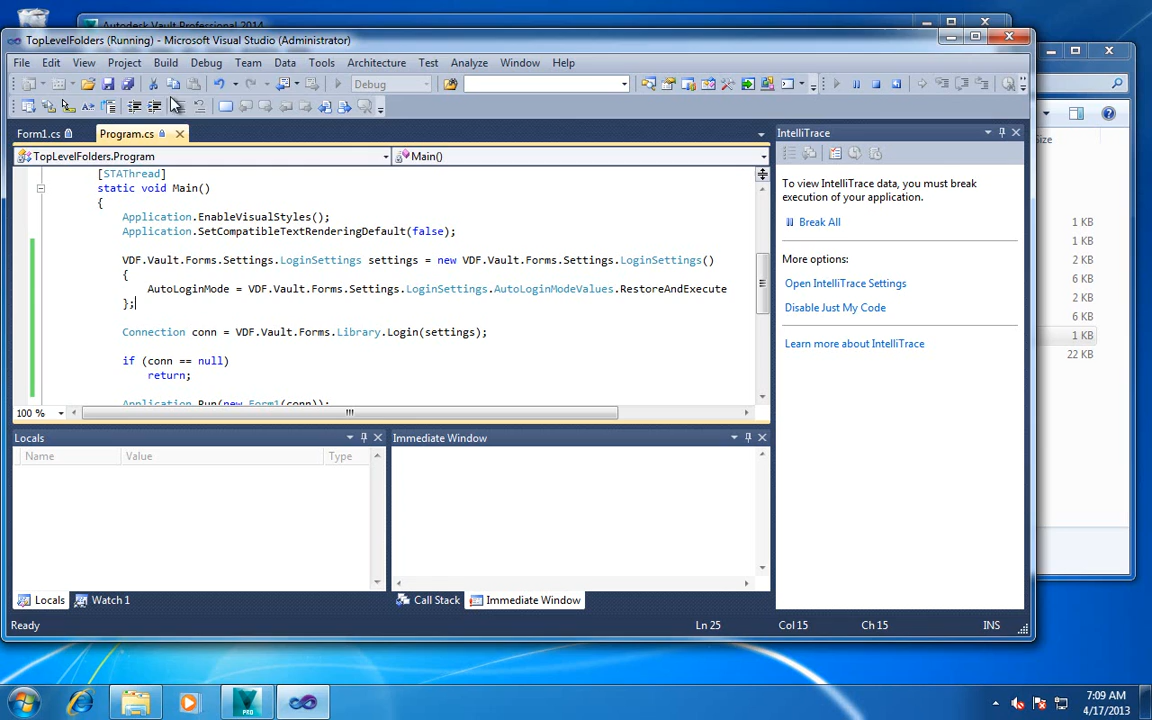 Autodesk Vault Professional 2014
TopLevelFolders (Running) - Microsoft Visual Studio (Administrator)
File Edit View Project Build Debug Team Data Tools Architecture Test Analyze Window Help
Debug
Form1.cs Program.cs
TopLevelFolders.Program Main()
[STAThread]
static void Main()
{
Application.EnableVisualStyles();
Application.SetCompatibleTextRenderingDefault(false);
VDF.Vault.Forms.Settings.LoginSettings settings = new VDF.Vault.Forms.Settings.LoginSettings()
{
AutoLoginMode = VDF.Vault.Forms.Settings.LoginSettings.AutoLoginModeValues.RestoreAndExecute
};
Connection conn = VDF.Vault.Forms.Library.Login(settings);
if (conn == null)
return;
Application.Run(new Form1(conn));
100 %
IntelliTrace
To view IntelliTrace data, you must break
execution of your application.
Break All
More options:
Open IntelliTrace Settings
Disable Just My Code
Learn more about IntelliTrace
Size
1 KB
1 KB
2 KB
6 KB
2 KB
6 KB
1 KB
22 KB
Locals
Name Value Type
Immediate Window
Locals Watch 1
Call Stack Immediate Window
Ready Ln 25 Col 15 Ch 15 INS
PRO
7:09 AM
4/17/2013